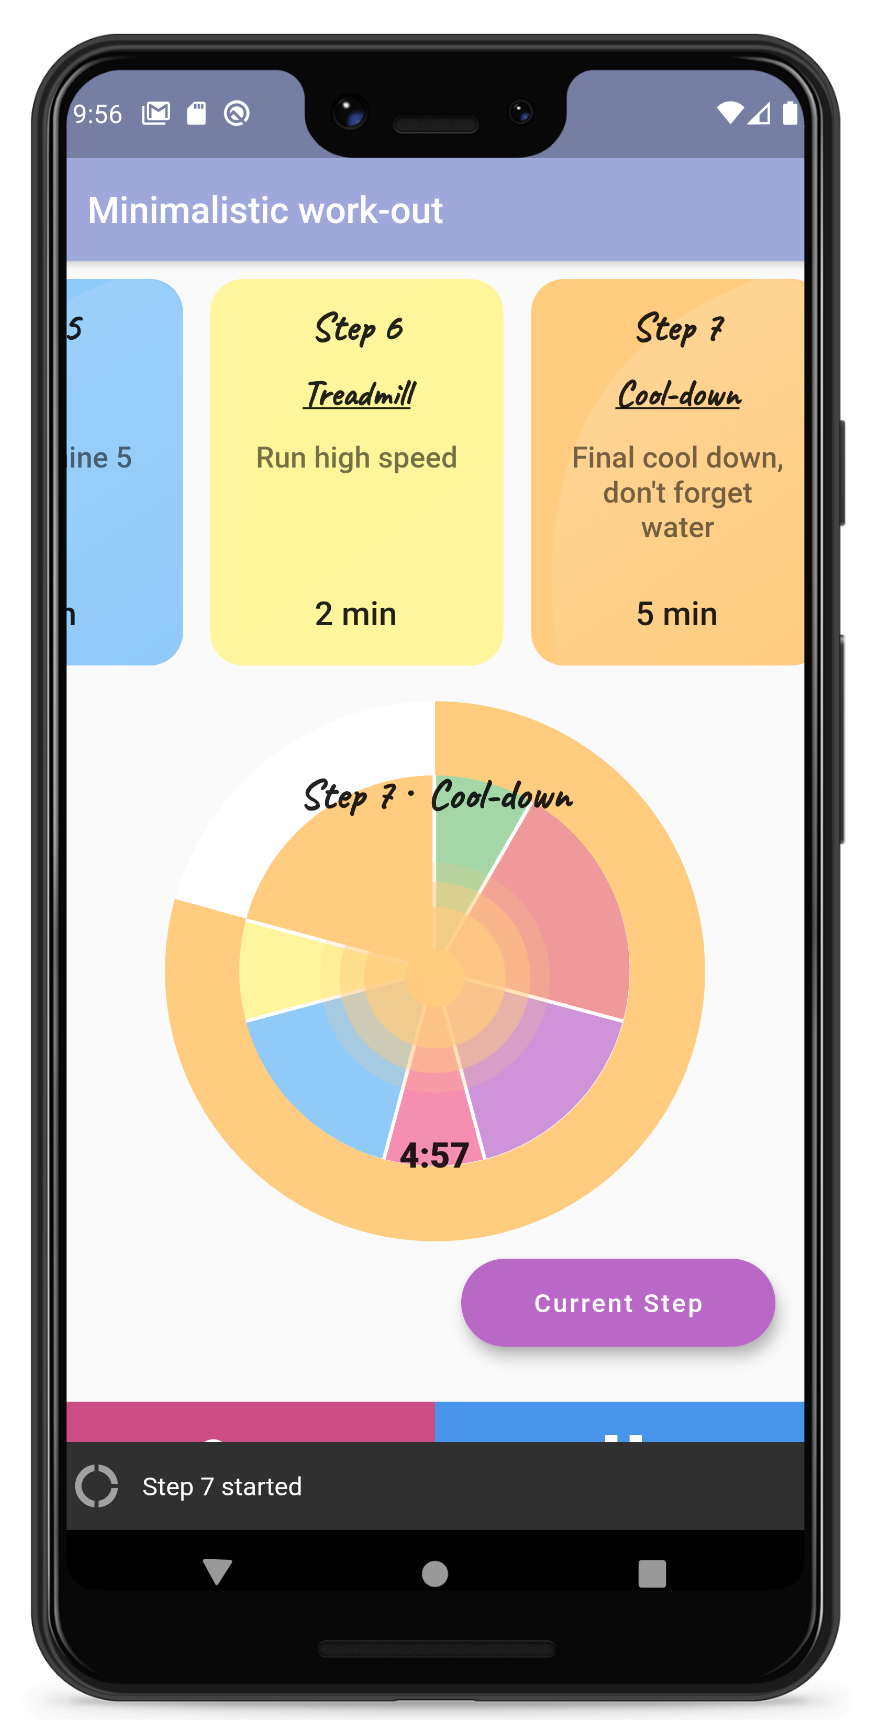 9:56
Minimalistic work-out
5
ine 5
Step 6
Treadmill
Run high speed
2 min
Step 7
Cool-down
Final cool down,
don't forget
water
5 min
Step 7 · Cool-down
4:57
Current Step
Step 7 started